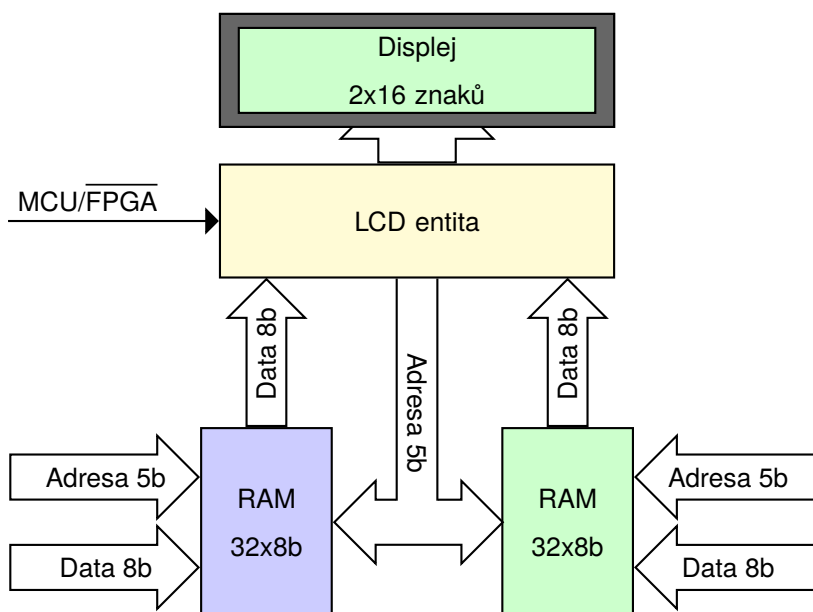 Displej
2x16 znaků
MCU/FPGA
LCD entita
Data 8b
Adresa 5b
Data 8b
Adresa 5b
RAM
32x8b
Data 8b
RAM
32x8b
Adresa 5b
Data 8b